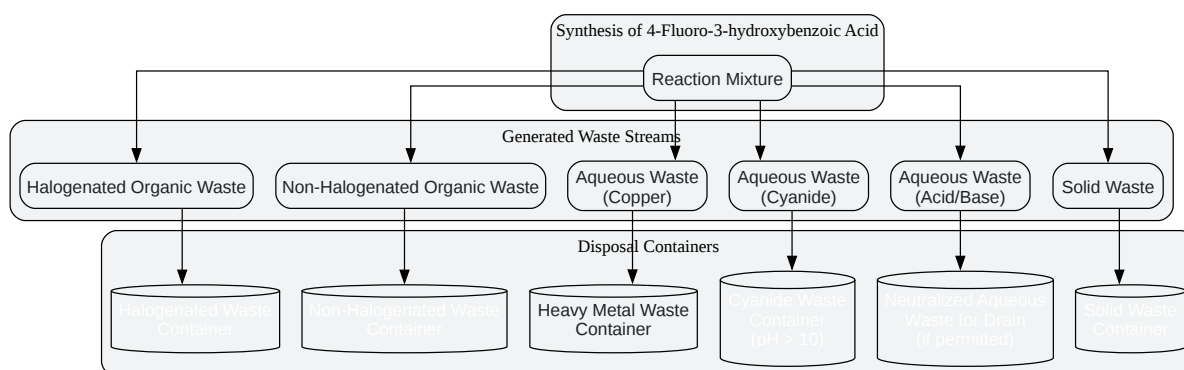 Synthesis of 4-Fluoro-3-hydroxybenzoic Acid
Reaction Mixture
Generated Waste Streams
Halogenated Organic Waste
Non-Halogenated Organic Waste
Aqueous Waste
(Copper)
Aqueous Waste
(Cyanide)
Aqueous Waste
(Acid/Base)
Solid Waste
Disposal Containers
Halogenated Waste
Container
Non-Halogenated Waste
Container
Heavy Metal Waste
Container
Cyanide Waste
Container
(pH > 10)
Neutralized Aqueous
Waste for Drain
(if permitted)
Solid Waste
Container